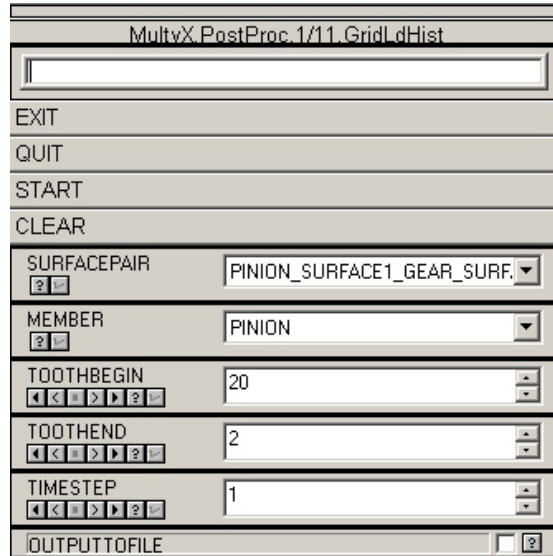 MultyX.PostProc.1/11.GridLdHist
EXIT
QUIT
START
CLEAR
SURFACEPAIR
PINION_SURFACE1_GEAR_SURF.
?
MEMBER
PINION
?
TOOTHBEGIN
20
?
TOOTHEND
2
?
TIMESTEP
1
?
OUTPUTTOFILE ?